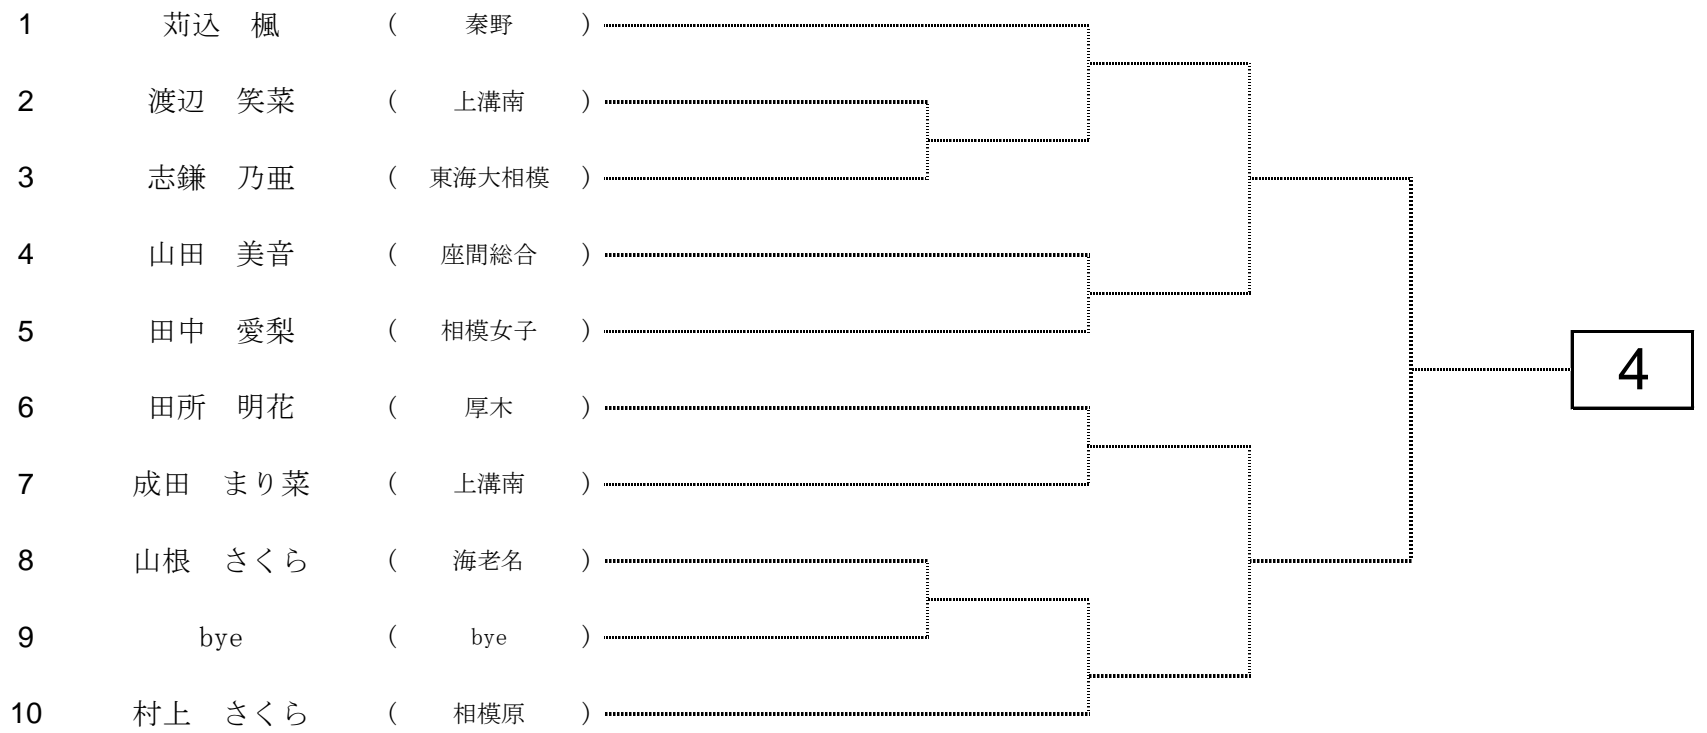 1 苅込　楓 ( 秦野 )
2 渡辺　笑菜 ( 上溝南 )
3 志鎌　乃亜 ( 東海大相模 )
4 山田　美音 ( 座間総合 )
5 田中　愛梨 ( 相模女子 )
4
6 田所　明花 ( 厚木 )
7 成田　まり菜 ( 上溝南 )
8 山根　さくら ( 海老名 )
9 bye ( bye )
10 村上　さくら ( 相模原 )